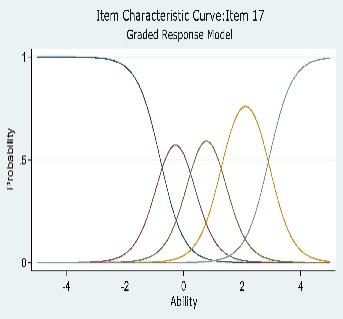 Item Characteristic Curve:Item 17
Graded Response Model
Probability
1
.5
0
-4
-2
0
2
4
Ability